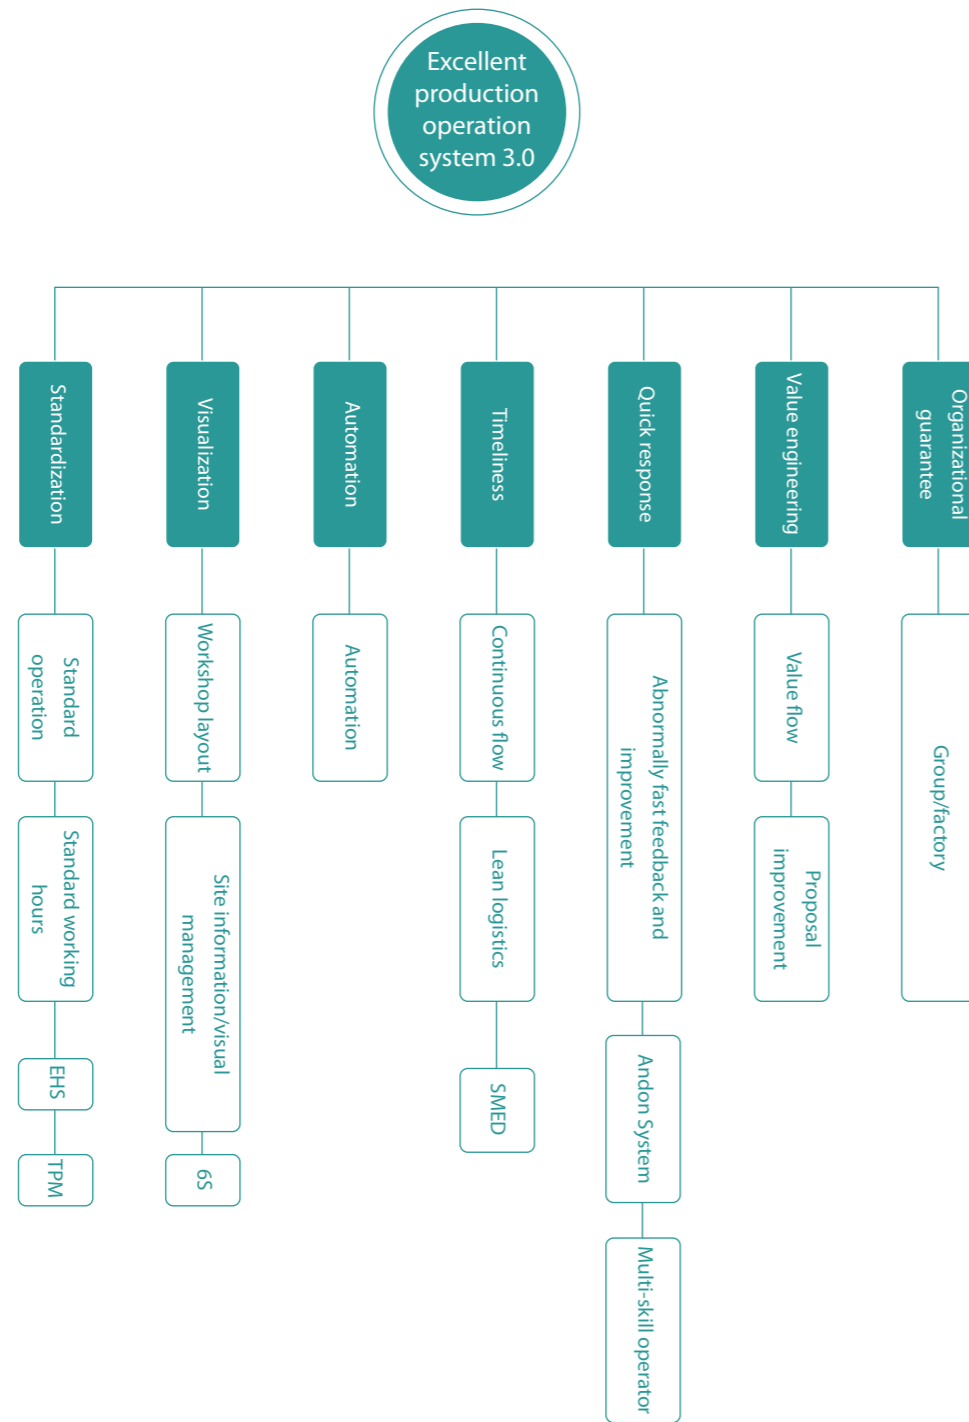 Excellent
production
operation
system 3.0
Standardization
Standard
operation
Standard working
hours
EHS
TPM
Visualization
Workshop layout
Site information/visual
management
6S
Automation
Automation
Timeliness
Continuous flow
Lean logistics
SMED
Quick response
Abnormally fast feedback and
improvement
Andon System
Multi-skill operator
Value engineering
Value flow
Proposal
improvement
Organizational
guarantee
Group/factory